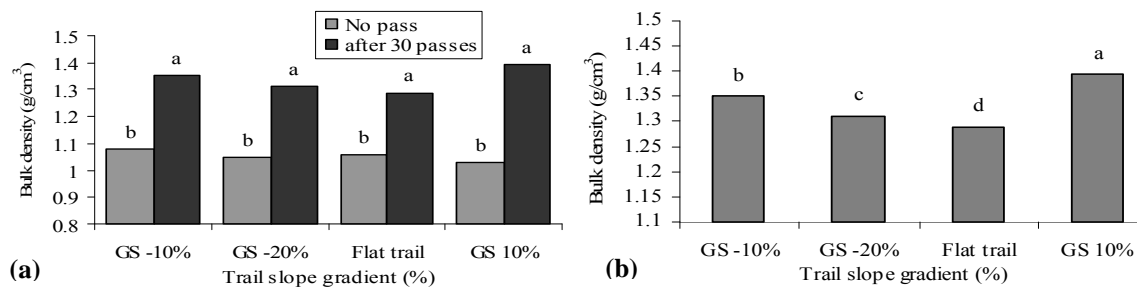 No pass
after 30 passes
Bulk density (g/cm³)
1.5
1.4
1.3
1.2
1.1
1
0.9
0.8
b
a
b
a
b
a
b
a
GS -10%
GS -20%
Flat trail
GS 10%
Trail slope gradient (%)
(a)
Bulk density (g/cm³)
1.5
1.45
1.4
1.35
1.3
1.25
1.2
1.15
1.1
b
c
d
a
GS -10%
GS -20%
Flat trail
GS 10%
Trail slope gradient (%)
(b)